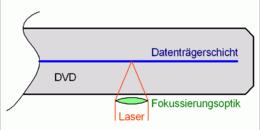 Datenträgerschicht
DVD
Fokussierungsoptik
Laser